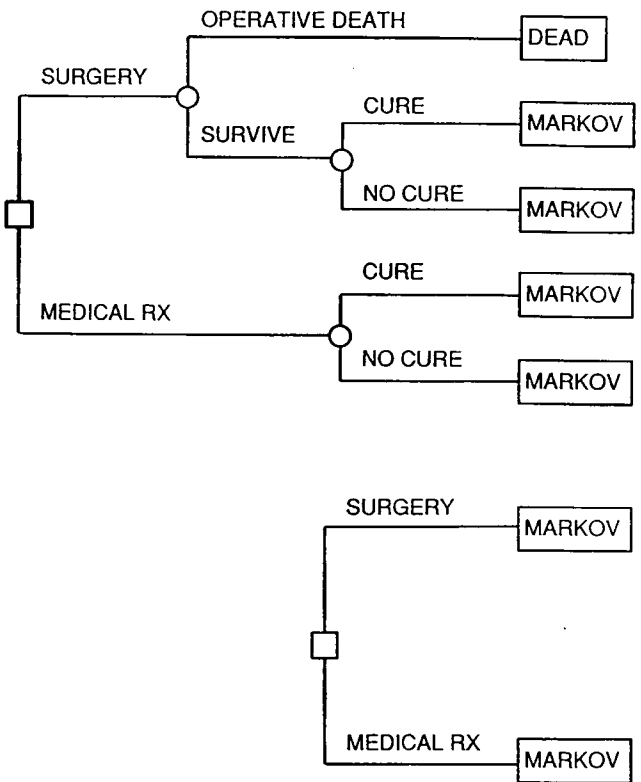 OPERATIVE DEATH
DEAD
SURGERY
CURE
MARKOV
SURVIVE
NO CURE
MARKOV
CURE
MARKOV
MEDICAL RX
NO CURE
MARKOV
SURGERY
MARKOV
MEDICAL RX
MARKOV